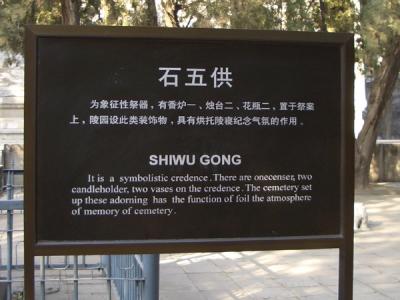 石五供
为象征性祭器，有香炉一、烛台二、花瓶二，置于祭案
上，陵园设此类装饰物，具有烘托陵寝纪念气氛的作用。
SHIWU GONG
It is a symbolistic credence.There are onecenser, two
candleholder, two vases on the credence.The cemetery set
up these adorning has the function of foil the atmosphere
of memory of cemetery.